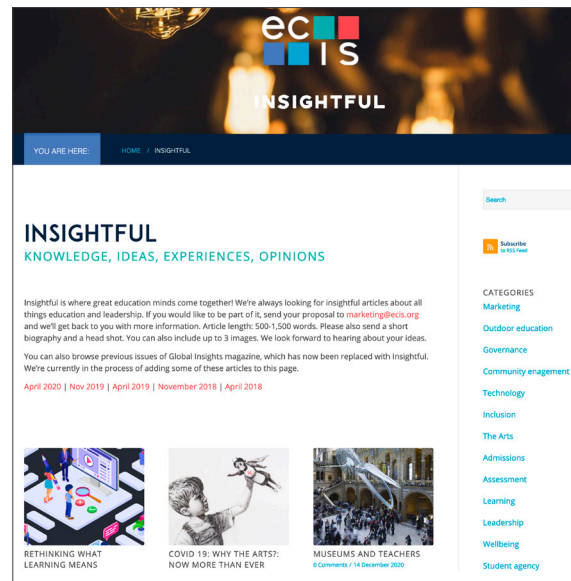 ecis
INSIGHTFUL
YOU ARE HERE:
HOME / INSIGHTFUL
Search
INSIGHTFUL
KNOWLEDGE, IDEAS, EXPERIENCES, OPINIONS
Subscribe
to RSS Feed
Insightful is where great education minds come together! We're always looking for insightful articles about all
things education and leadership. If you would like to be part of it, send your proposal to marketing@ecis.org
and we'll get back to you with more information. Article length: 500-1,500 words. Please also send a short
biography and a head shot. You can also include up to 3 images. We look forward to hearing about your ideas.
You can also browse previous issues of Global Insights magazine, which has now been replaced with Insightful.
We're currently in the process of adding some of these articles to this page.
April 2020 | Nov 2019 | April 2019 | November 2018 | April 2018
RETHINKING WHAT
LEARNING MEANS
COVID 19: WHY THE ARTS?:
NOW MORE THAN EVER
MUSEUMS AND TEACHERS
0 Comments / 14 December 2020
CATEGORIES
Marketing
Outdoor education
Governance
Community enagement
Technology
Inclusion
The Arts
Admissions
Assessment
Learning
Leadership
Wellbeing
Student agency